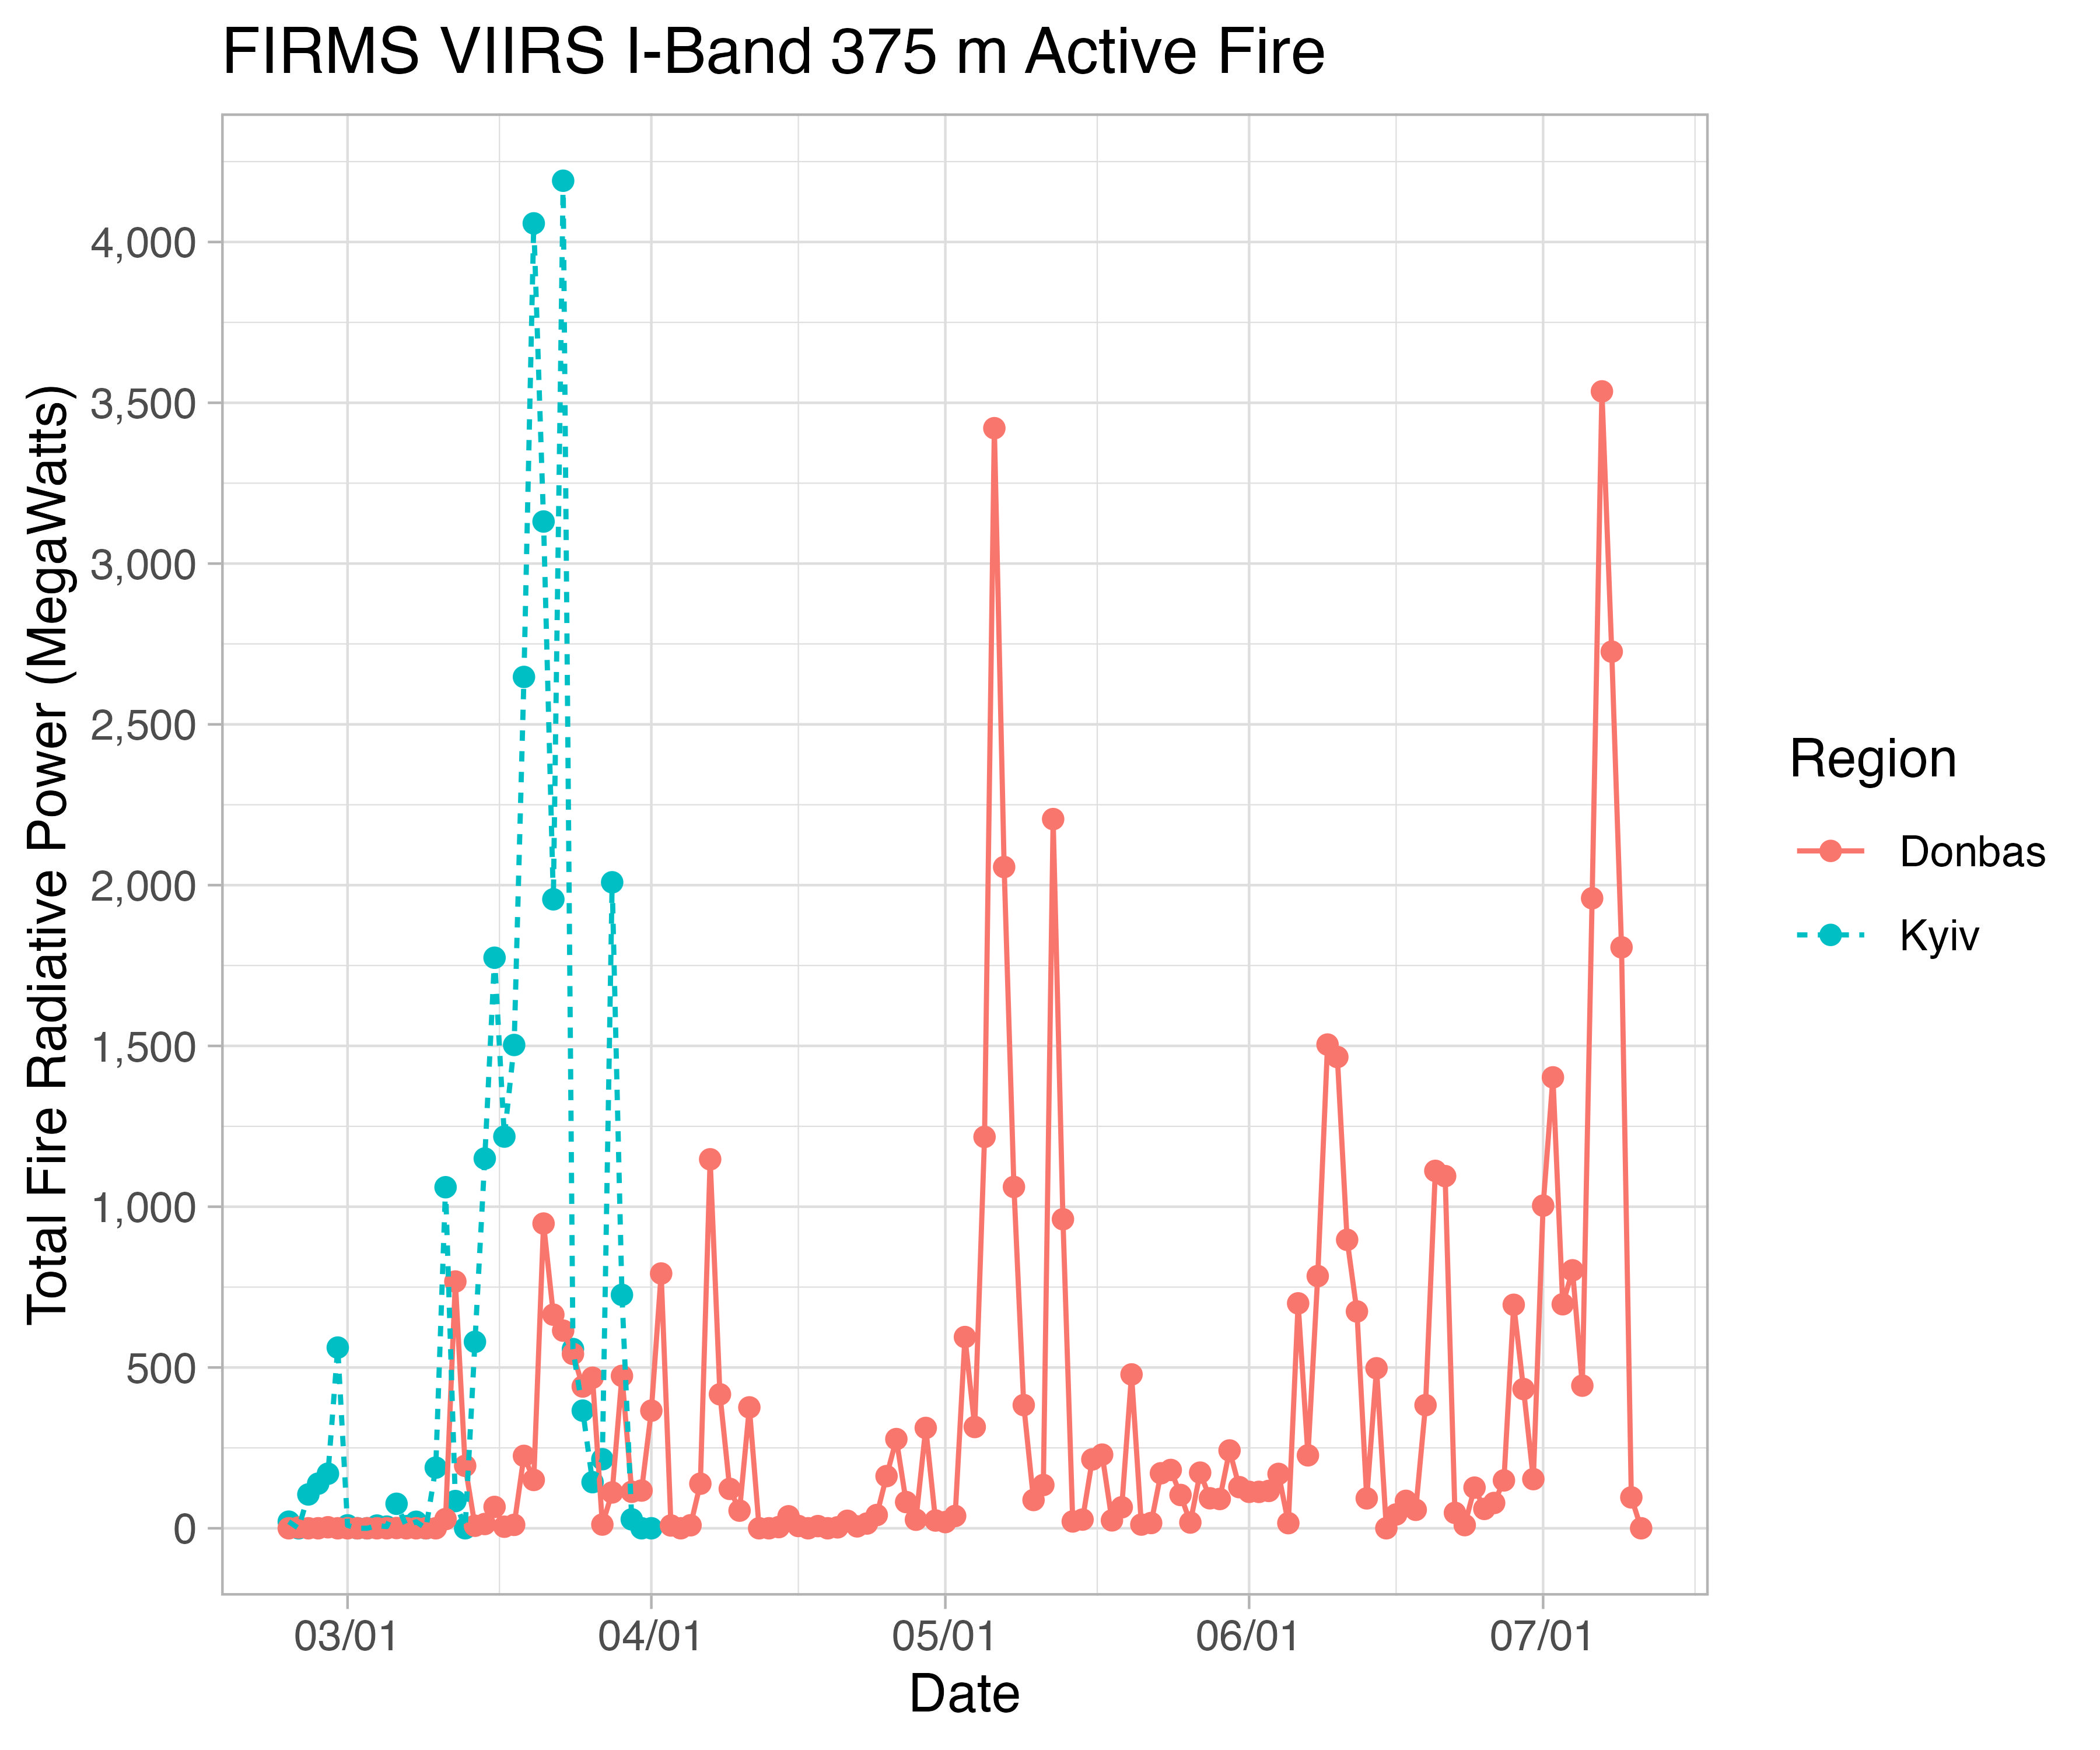 FIRMS VIIRS I-Band 375 m Active Fire
Total Fire Radiative Power (MegaWatts)
4,000
3,500
3,000
2,500
2,000
1,500
1,000
500
0
03/01
04/01
05/01
06/01
07/01
Date
Region
Donbas
Kyiv